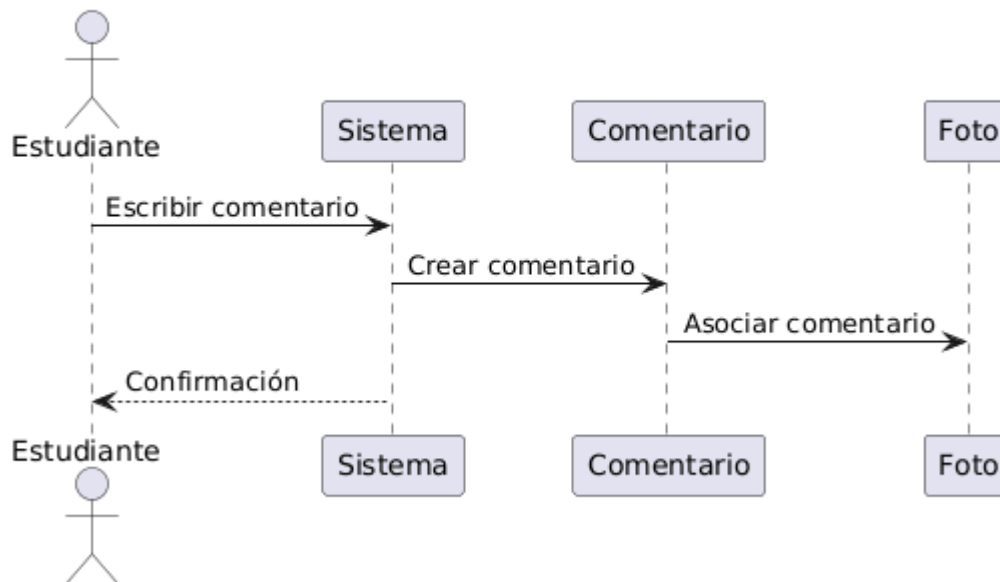 Estudiante
Sistema
Comentario
Foto
Escribir comentario
Crear comentario
Asociar comentario
Confirmación
Estudiante
Sistema
Comentario
Foto